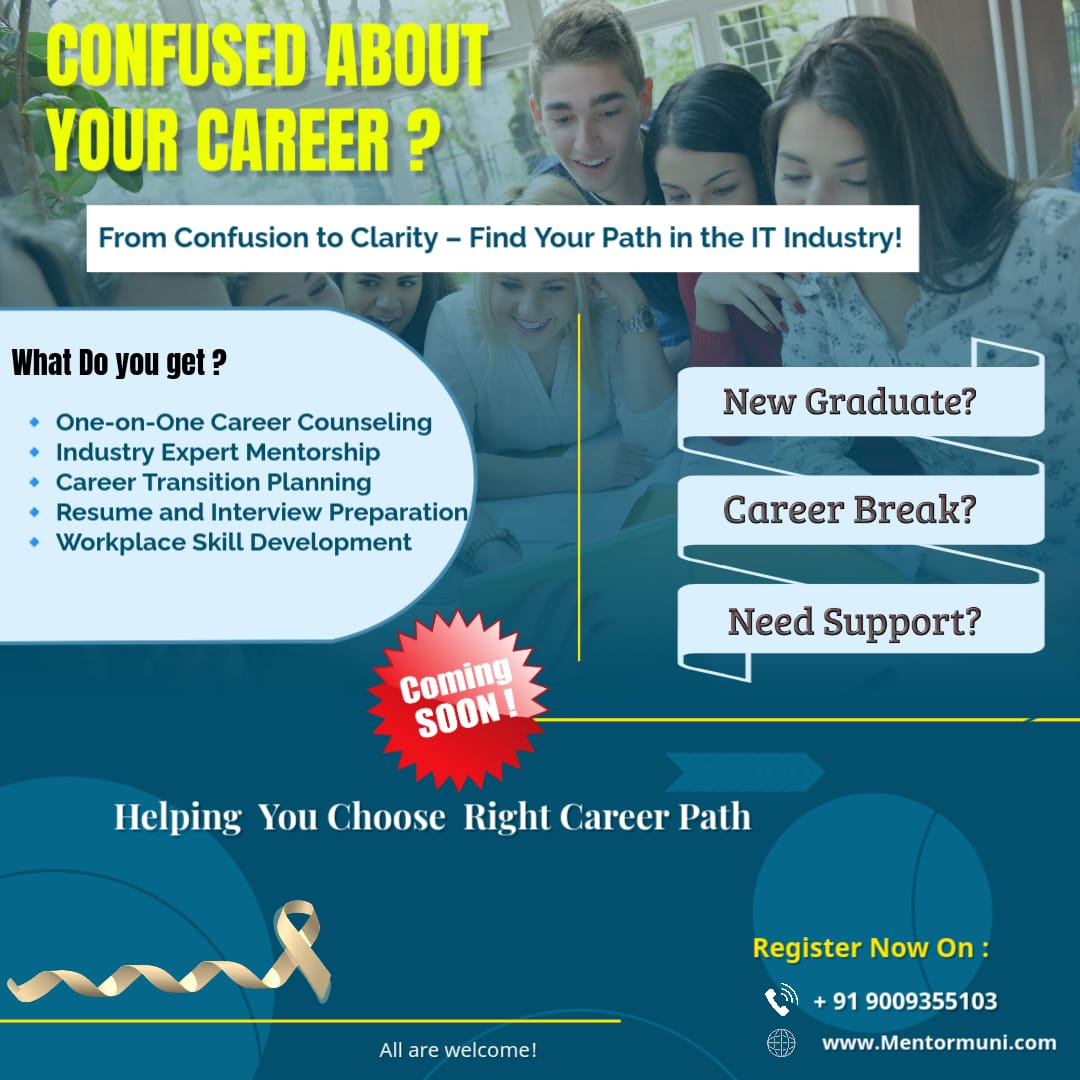 CONFUSED ABOUT
YOUR CAREER ?
From Confusion to Clarity – Find Your Path in the IT Industry!
What Do you get ?
One-on-One Career Counseling
Industry Expert Mentorship
Career Transition Planning
Resume and Interview Preparation
Workplace Skill Development
New Graduate?
Career Break?
Need Support?
Coming
SOON !
Helping You Choose Right Career Path
Register Now On :
+ 91 9009355103
www.Mentormuni.com
All are welcome!